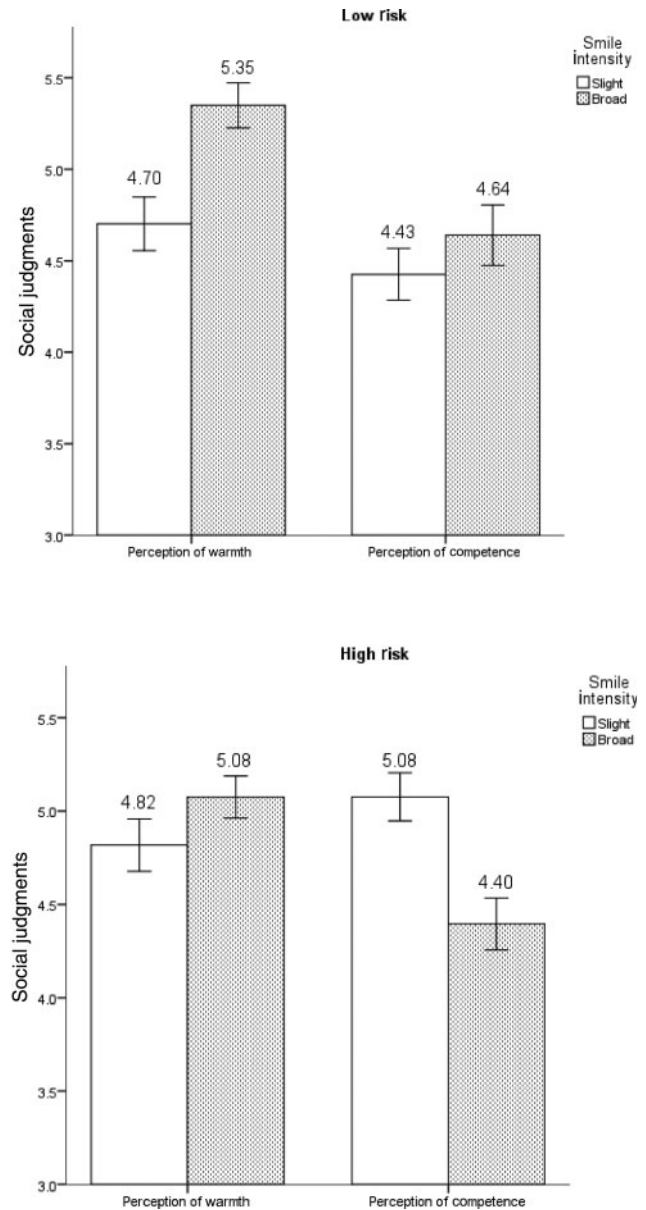 Low risk
Smile
Intensity
Slight
Broad
5.5
5.0
4.5
4.0
3.5
3.0
Social judgments
4.70
5.35
4.43
4.64
Perception of warmth
Perception of competence
High risk
Smile
Intensity
Slight
Broad
5.5
5.0
4.5
4.0
3.5
3.0
Social judgments
4.82
5.08
5.08
4.40
Perception of warmth
Perception of competence